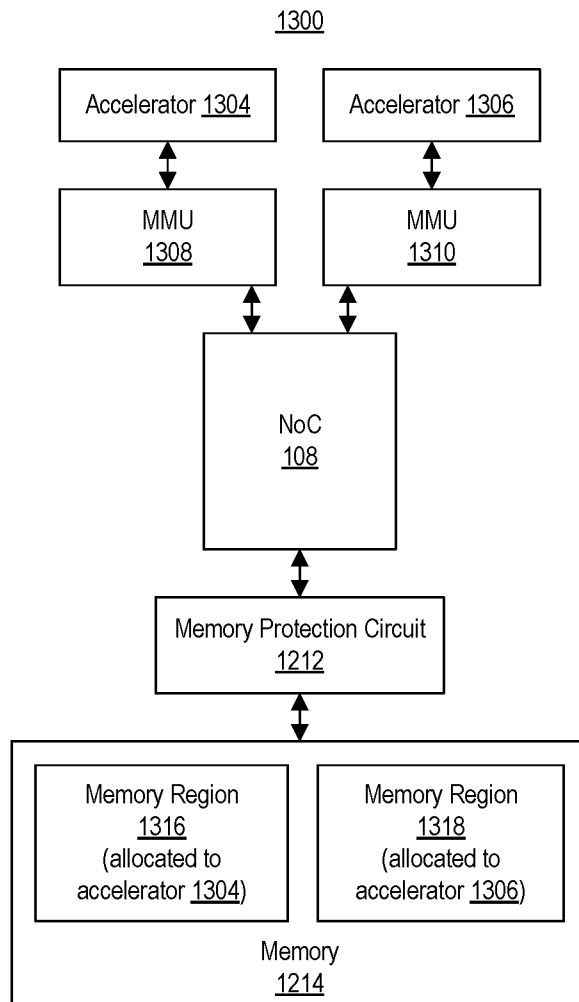 1300
Accelerator 1304
Accelerator 1306
MMU
1308
MMU
1310
NoC
108
Memory Protection Circuit
1212
Memory Region
1316
(allocated to
accelerator 1304)
Memory Region
1318
(allocated to
accelerator 1306)
Memory
1214